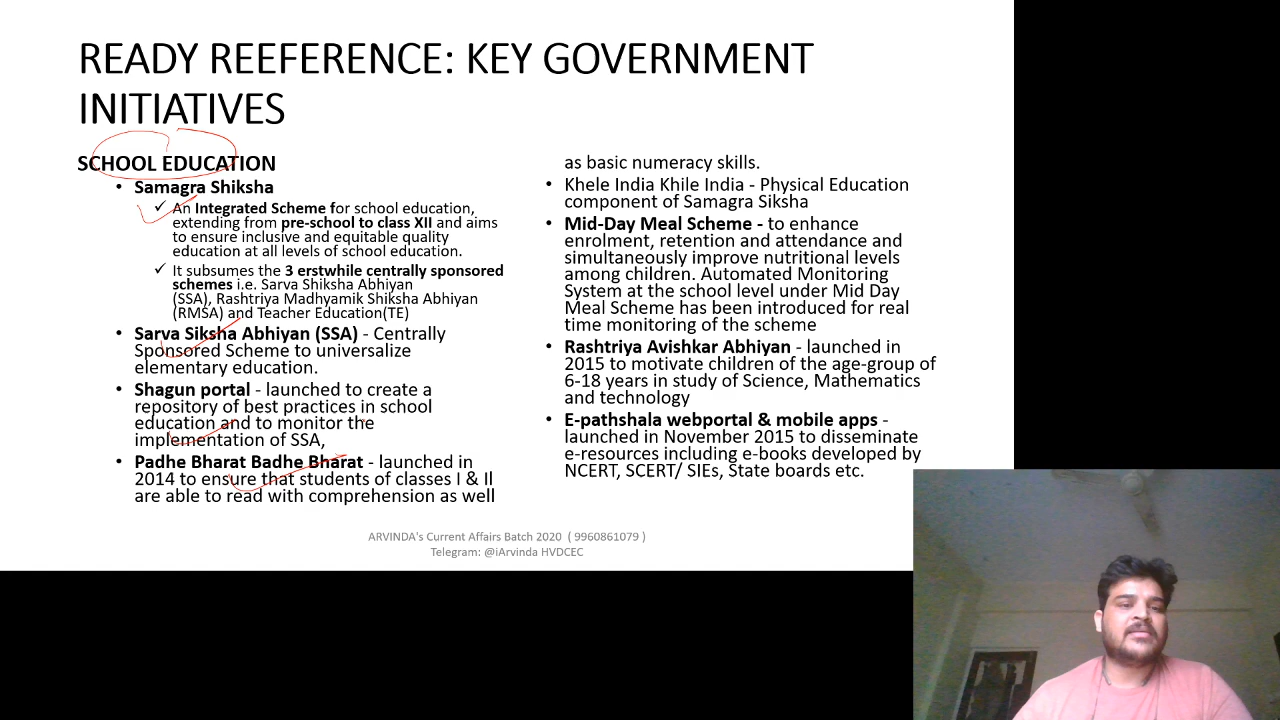 READY REEFERENCE: KEY GOVERNMENT
INITIATIVES
SCHOOL EDUCATION
• Samagra Shiksha
✓ An Integrated Scheme for school education,
extending from pre-school to class XII and aims
to ensure inclusive and equitable quality
education at all levels of school education.
✓ It subsumes the 3 erstwhile centrally sponsored
schemes i.e. Sarva Shiksha Abhiyan
(SSA), Rashtriya Madhyamik Shiksha Abhiyan
(RMSA) and Teacher Education(TE)
• Sarva Siksha Abhiyan (SSA) - Centrally
Sponsored Scheme to universalize
elementary education.
• Shagun portal - launched to create a
repository of best practices in school
education and to monitor the
implementation of SSA,
• Padhe Bharat Badhe Bharat - launched in
2014 to ensure that students of classes I & II
are able to read with comprehension as well
as basic numeracy skills.
• Khele India Khile India - Physical Education
component of Samagra Siksha
• Mid-Day Meal Scheme - to enhance
enrolment, retention and attendance and
simultaneously improve nutritional levels
among children. Automated Monitoring
System at the school level under Mid Day
Meal Scheme has been introduced for real
time monitoring of the scheme
• Rashtriya Avishkar Abhiyan - launched in
2015 to motivate children of the age-group of
6-18 years in study of Science, Mathematics
and technology
• E-pathshala webportal & mobile apps -
launched in November 2015 to disseminate
e-resources including e-books developed by
NCERT, SCERT/ SIEs, State boards etc.
ARVINDA's Current Affairs Batch 2020 ( 9960861079 )
Telegram: @iArvinda HVDCEC